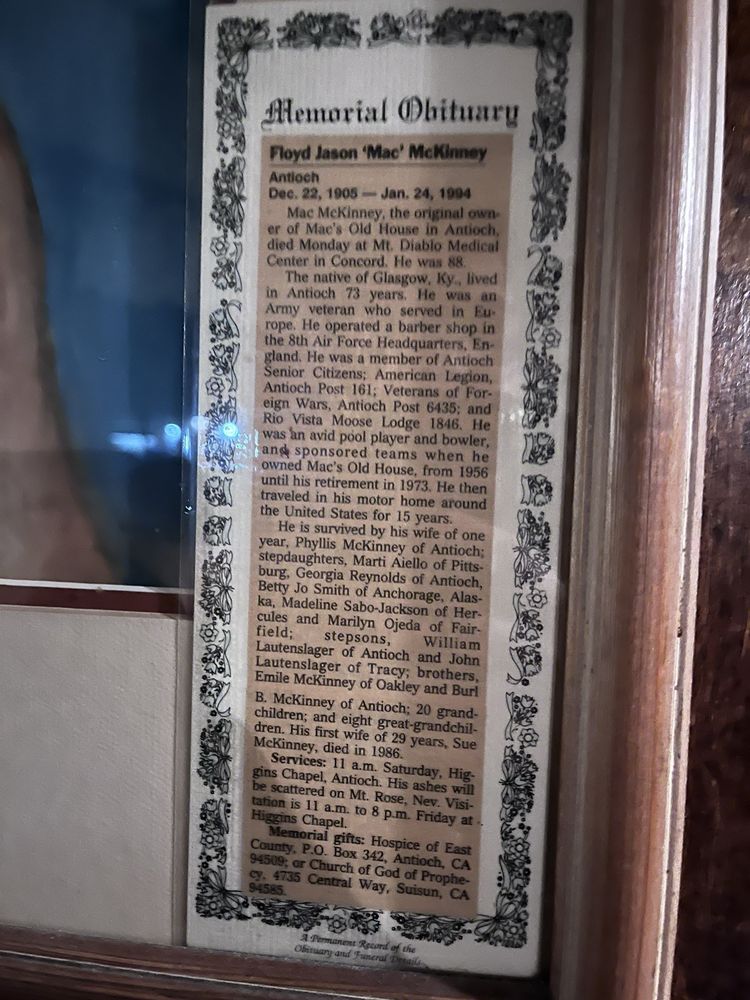 Memorial Obituary
Floyd Jason 'Mac' McKinney
Antioch
Dec. 22, 1905 — Jan. 24, 1994
Mac McKinney, the original own-
er of Mac's Old House in Antioch,
died Monday at Mt. Diablo Medical
Center in Concord. He was 88.
The native of Glasgow, Ky., lived
in Antioch 73 years. He was an
Army veteran who served in Eu-
rope. He operated a barber shop in
the 8th Air Force Headquarters, En-
gland. He was a member of Antioch
Senior Citizens; American Legion,
Antioch Post 161; Veterans of For-
eign Wars, Antioch Post 6435; and
Rio Vista Moose Lodge 1846. He
was an avid pool player and bowler,
and sponsored teams when he
owned Mac's Old House, from 1956
until his retirement in 1973. He then
traveled in his motor home around
the United States for 15 years.
He is survived by his wife of one
year, Phyllis McKinney of Antioch;
stepdaughters, Marti Aiello of Pitts-
burg, Georgia Reynolds of Antioch,
Betty Jo Smith of Anchorage, Alas-
ka, Madeline Sabo-Jackson of Her-
cules and Marilyn Ojeda of Fair-
field; stepsons, William
Lautenslager of Antioch and John
Lautenslager of Tracy; brothers,
Emile McKinney of Oakley and Burl
B. McKinney of Antioch; 20 grand-
children; and eight great-grandchil-
dren. His first wife of 29 years, Sue
McKinney, died in 1986.
Services: 11 a.m. Saturday, Hig-
gins Chapel, Antioch. His ashes will
be scattered on Mt. Rose, Nev. Visi-
tation is 11 a.m. to 8 p.m. Friday at
Higgins Chapel.
Memorial gifts: Hospice of East
County, P.O. Box 342, Antioch, CA
94509; or Church of God of Prophe-
cy, 4735 Central Way, Suisun, CA
94585.
A Permanent Record of the
Obituary and Funeral Details